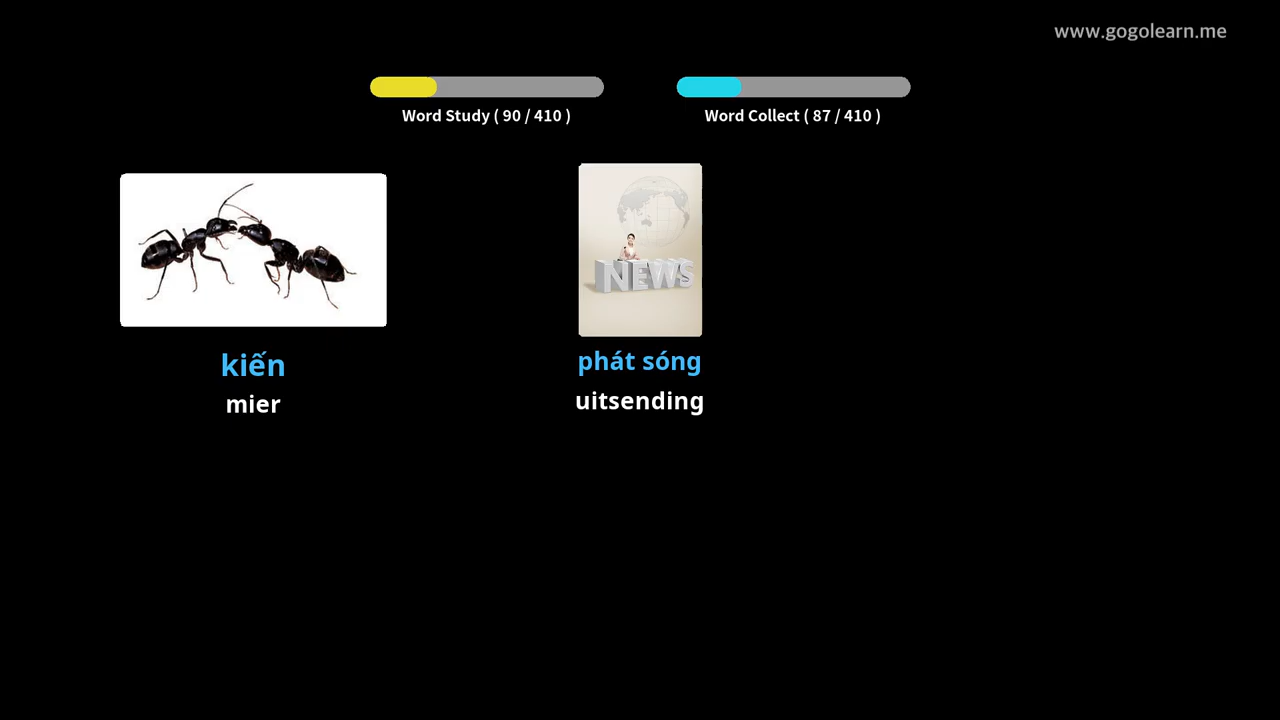 www.gogolearn.me
Word Study ( 90 / 410 )
Word Collect ( 87 / 410 )
NEWS
kiến
mier
phát sóng
uitsending